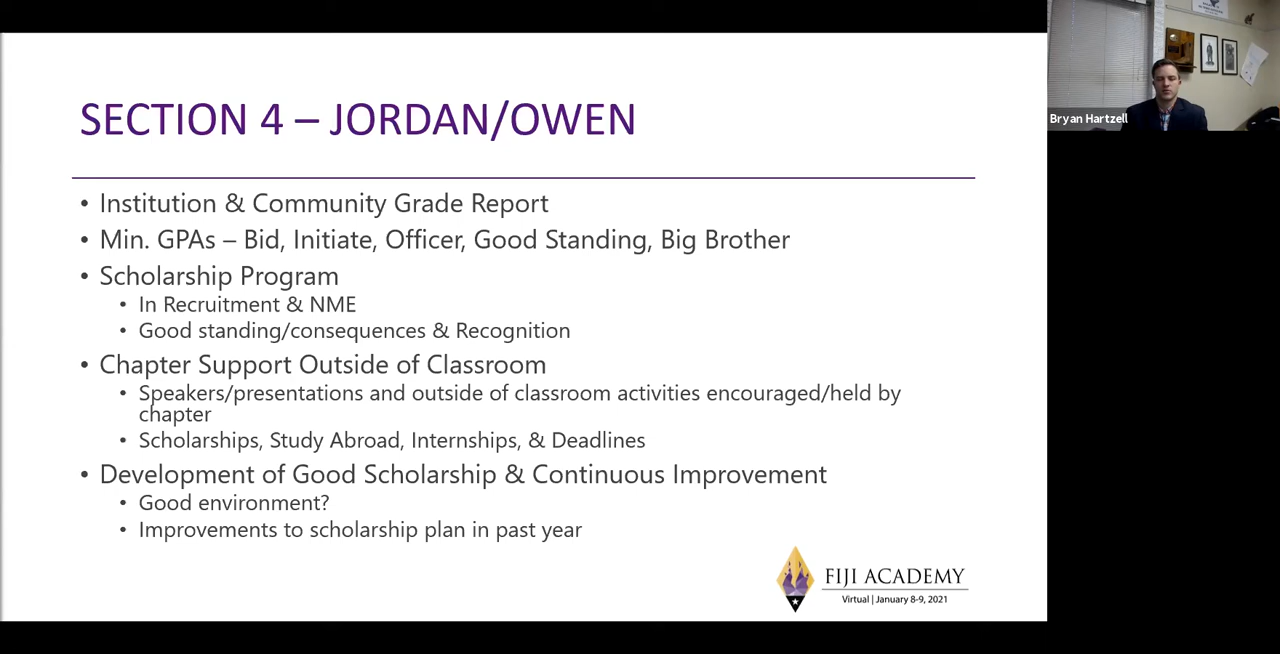 SECTION 4 – JORDAN/OWEN
• Institution & Community Grade Report
• Min. GPAs – Bid, Initiate, Officer, Good Standing, Big Brother
• Scholarship Program
• In Recruitment & NME
• Good standing/consequences & Recognition
• Chapter Support Outside of Classroom
• Speakers/presentations and outside of classroom activities encouraged/held by
chapter
• Scholarships, Study Abroad, Internships, & Deadlines
• Development of Good Scholarship & Continuous Improvement
• Good environment?
• Improvements to scholarship plan in past year
FIJI ACADEMY
Virtual | January 8-9, 2021
Bryan Hartzell